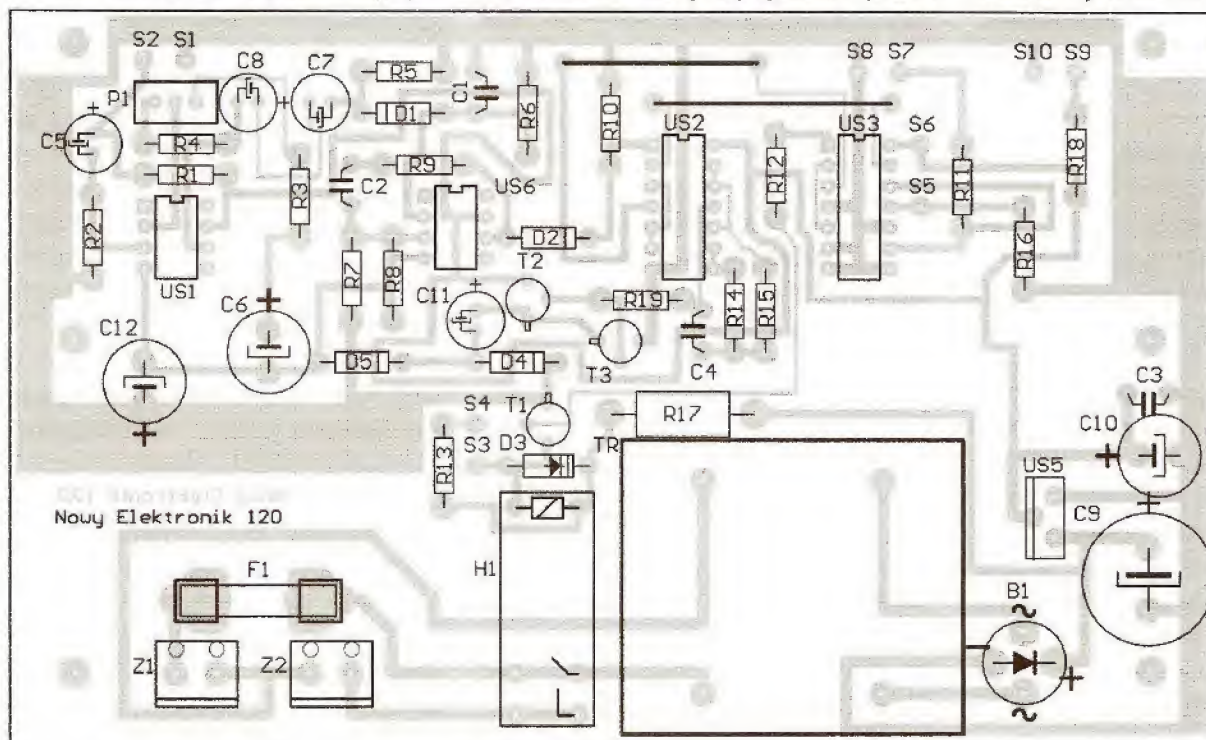 S2 S1
C8
C7
R5
C1
S8 S7
S10 S9
P1
D1
R6
R10
US2
US3
S6
C5
R4
R9
R12
R18
R1
R3
C2
US6
S5
R11
R2
D2
R16
US1
R7
R8
T2
C6
C11
R19
R14
R15
C12
D5
D4
T3
C4
C3
S4
T1
R17
C10
R13
S3
D3
TR
US5
Nowy Elektronik 120
C9
F1
H1
B1
Z1
Z2